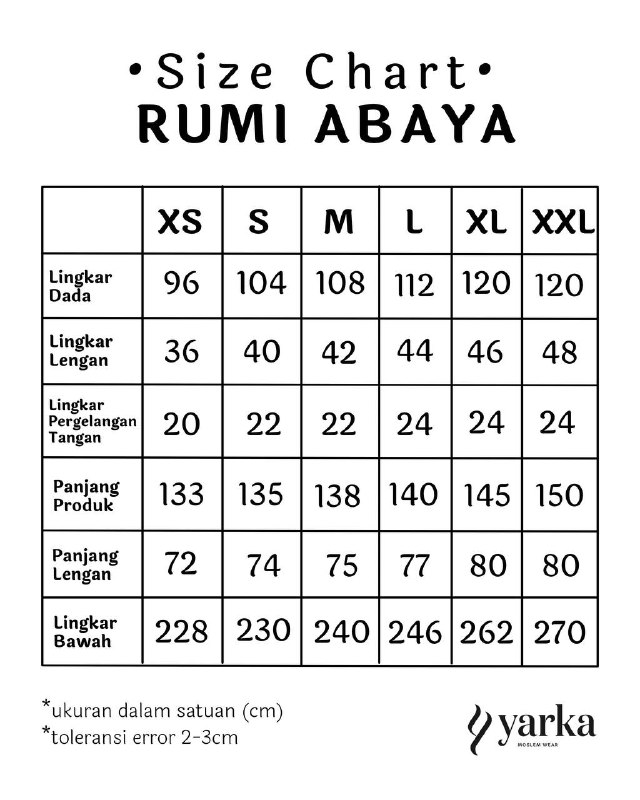 •Size Chart•
RUMI ABAYA
XS S M L XL XXL
Lingkar
Dada
96 104 108 112 120 120
Lingkar
Lengan
36 40 42 44 46 48
Lingkar
Pergelangan
Tangan
20 22 22 24 24 24
Panjang
Produk
133 135 138 140 145 150
Panjang
Lengan
72 74 75 77 80 80
Lingkar
Bawah
228 230 240 246 262 270
*ukuran dalam satuan (cm)
*toleransi error 2-3cm
yarka
MOSLEM WEAR